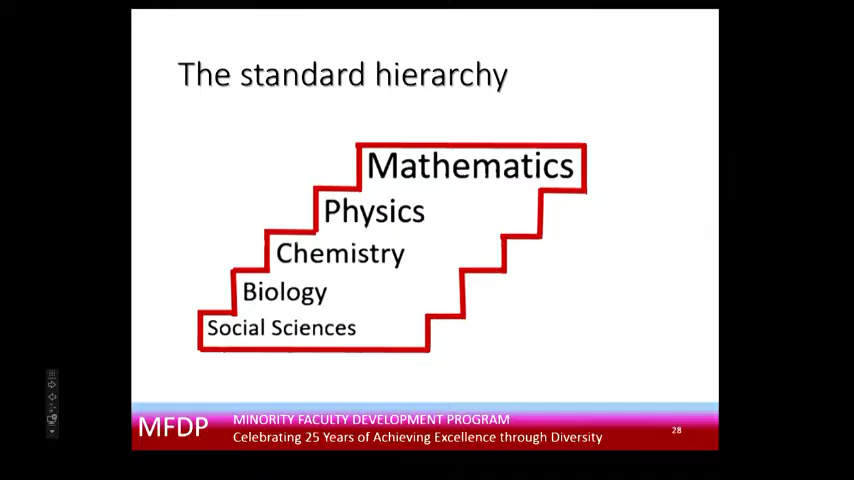 The standard hierarchy
Mathematics
Physics
Chemistry
Biology
Social Sciences
MFDP
MINORITY FACULTY DEVELOPMENT PROGRAM
Celebrating 25 Years of Achieving Excellence through Diversity
28